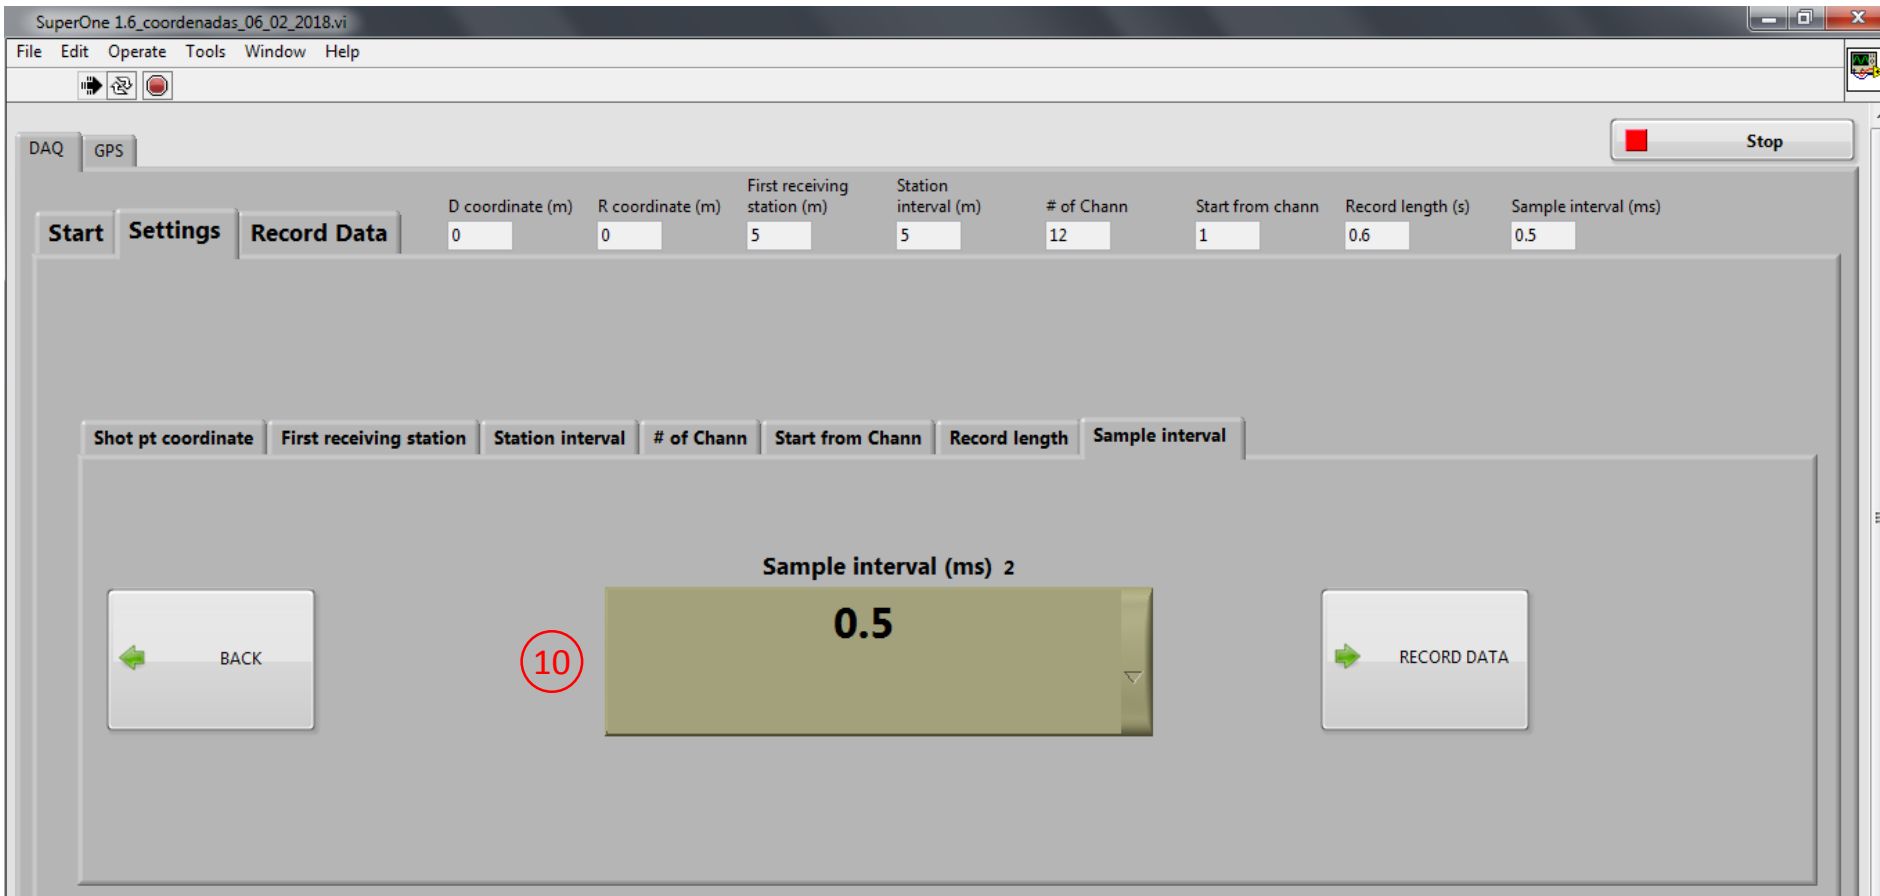 SuperOne 1.6_coordenadas_06_02_2018.vi
File Edit Operate Tools Window Help
DAQ GPS
Stop
Start Settings Record Data
D coordinate (m)
0
R coordinate (m)
0
First receiving
station (m)
5
Station
interval (m)
5
# of Chann
12
Start from chann
1
Record length (s)
0.6
Sample interval (ms)
0.5
Shot pt coordinate First receiving station Station interval # of Chann Start from Chann Record length Sample interval
Sample interval (ms) 2
0.5
BACK
10
RECORD DATA